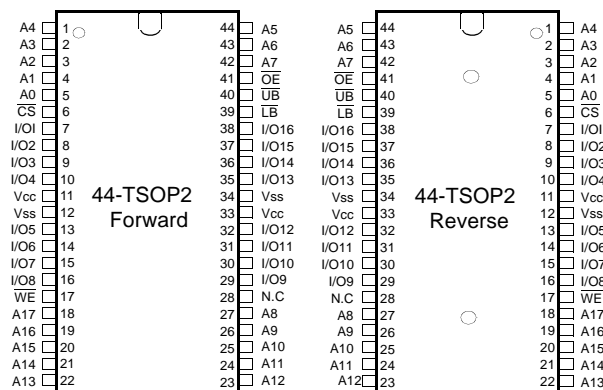 A4 1 44 A5 A5 44 1 A4
A3 2 43 A6 A6 43 2 A3
A2 3 42 A7 A7 42 3 A2
A1 4 41 OE OE 41 4 A1
A0 5 40 UB UB 40 5 A0
CS 6 39 LB LB 39 6 CS
I/OI 7 38 I/O16 I/O16 38 7 I/OI
I/O2 8 37 I/O15 I/O15 37 8 I/O2
I/O3 9 36 I/O14 I/O14 36 9 I/O3
I/O4 10 35 I/O13 I/O13 35 10 I/O4
Vcc 11 44-TSOP2 34 Vss Vss 34 44-TSOP2 11 Vcc
Vss 12 Forward 33 Vcc Vcc 33 Reverse 12 Vss
I/O5 13 32 I/O12 I/O12 32 13 I/O5
I/O6 14 31 I/O11 I/O11 31 14 I/O6
I/O7 15 30 I/O10 I/O10 30 15 I/O7
I/O8 16 29 I/O9 I/O9 29 16 I/O8
WE 17 28 N.C N.C 28 17 WE
A17 18 27 A8 A8 27 18 A17
A16 19 26 A9 A9 26 19 A16
A15 20 25 A10 A10 25 20 A15
A14 21 24 A11 A11 24 21 A14
A13 22 23 A12 A12 23 22 A13